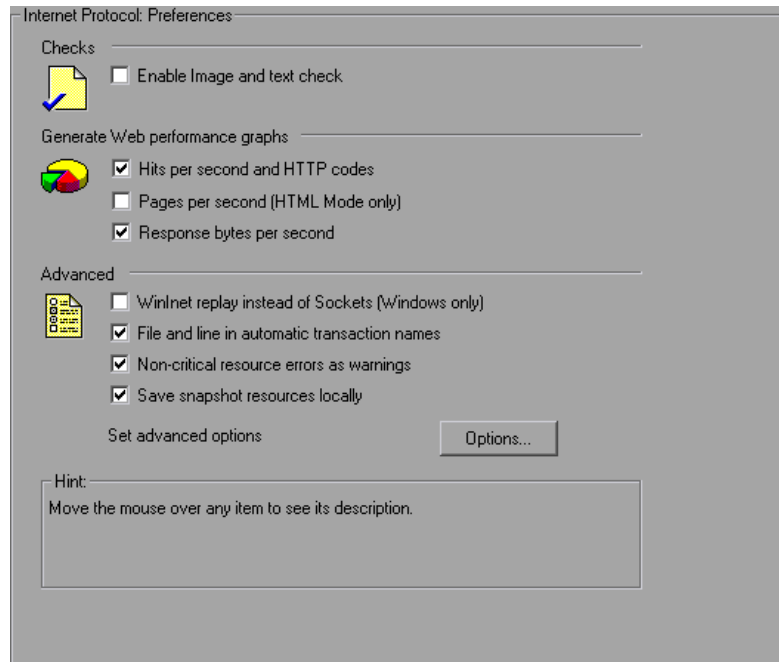 Internet Protocol: Preferences
Checks
Enable Image and text check
Generate Web performance graphs
Hits per second and HTTP codes
Pages per second (HTML Mode only)
Response bytes per second
Advanced
WinInet replay instead of Sockets (Windows only)
File and line in automatic transaction names
Non-critical resource errors as warnings
Save snapshot resources locally
Set advanced options
Options...
Hint:
Move the mouse over any item to see its description.